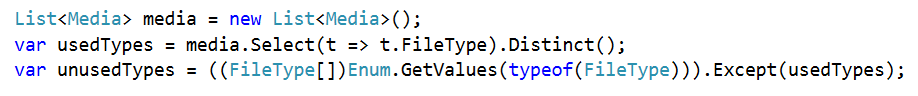 List<Media> media = new List<Media>();
var usedTypes = media.Select(t => t.FileType).Distinct();
var unusedTypes = ((FileType[])Enum.GetValues(typeof(FileType))).Except(usedTypes);